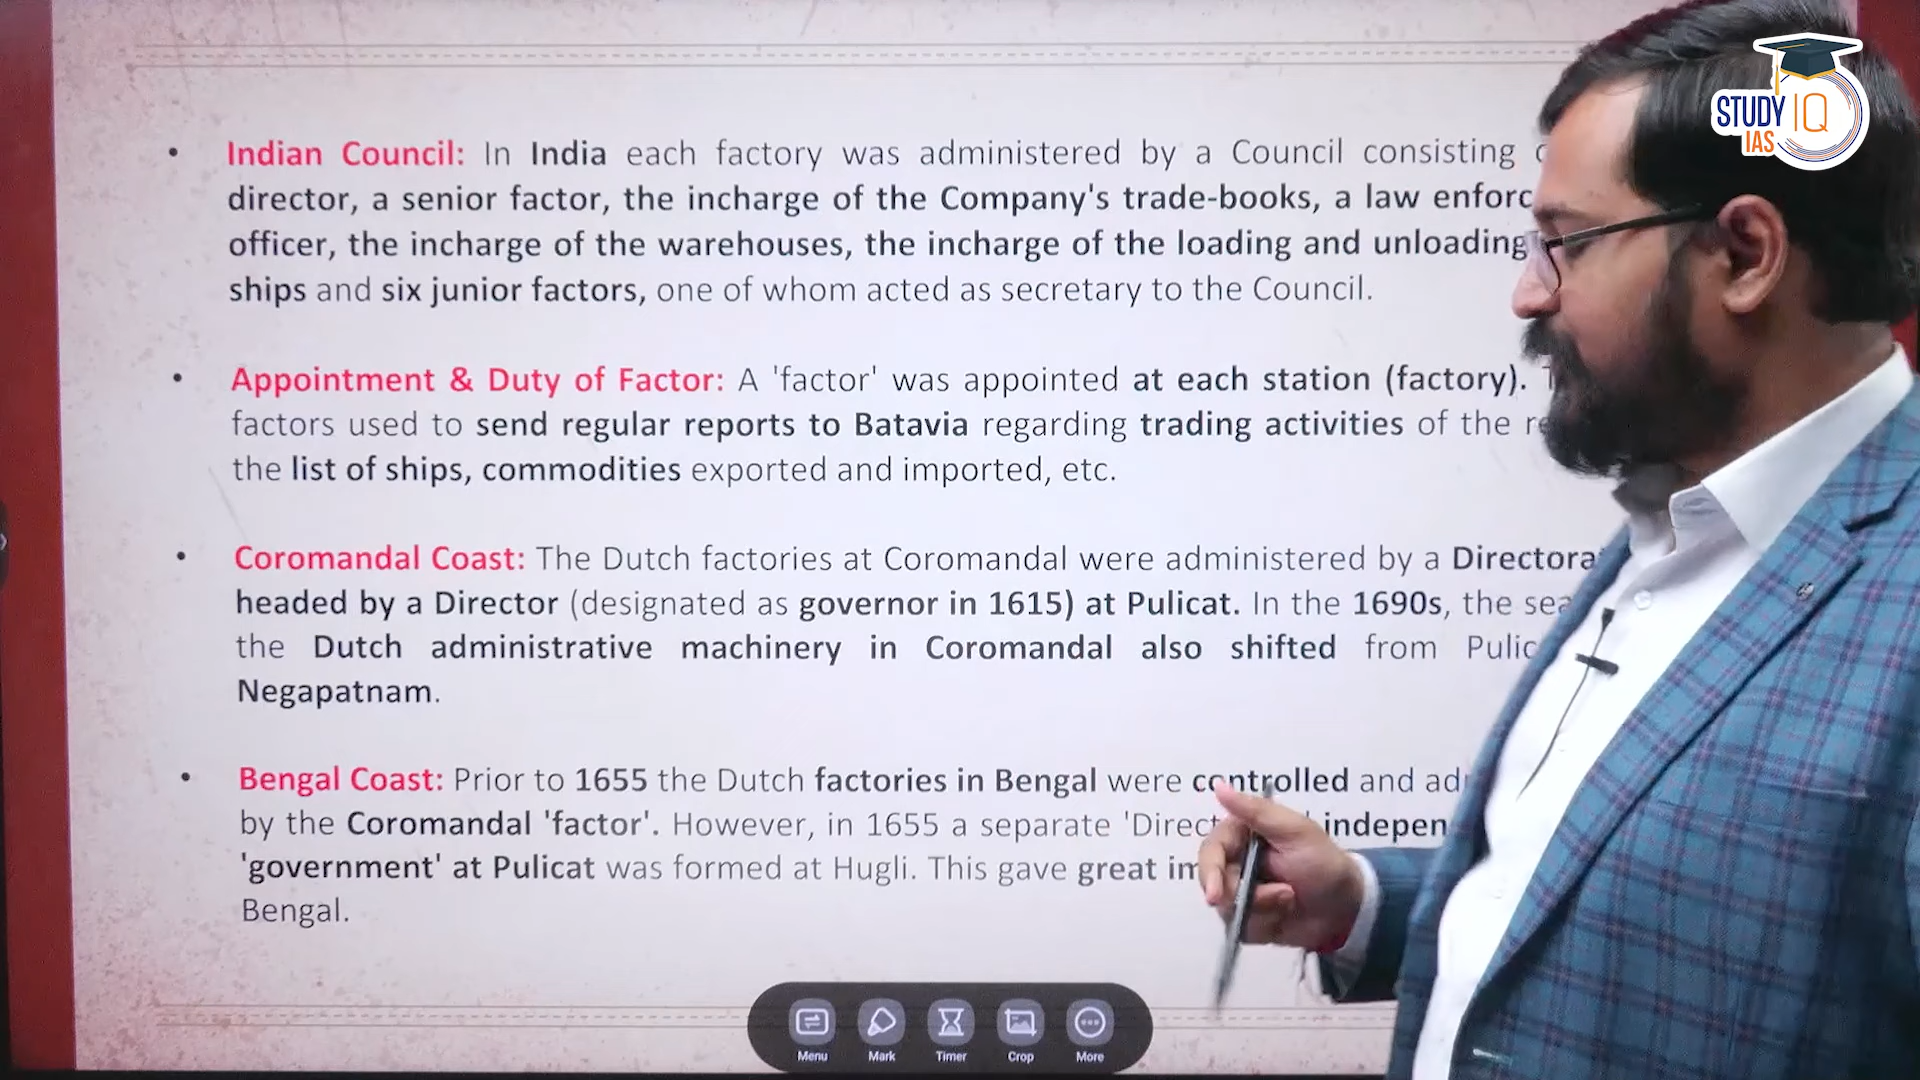 STUDY IQ
IAS
• Indian Council: In India each factory was administered by a Council consisting
director, a senior factor, the incharge of the Company's trade-books, a law
officer, the incharge of the warehouses, the incharge of the loading and unloading
ships and six junior factors, one of whom acted as secretary to the Council.
• Appointment & Duty of Factor: A 'factor' was appointed at each station (factory).
factors used to send regular reports to Batavia regarding trading activities of the
the list of ships, commodities exported and imported, etc.
• Coromandal Coast: The Dutch factories at Coromandal were administered by a
headed by a Director (designated as governor in 1615) at Pulicat. In the 1690s, the
the Dutch administrative machinery in Coromandal also shifted from
Negapatnam.
• Bengal Coast: Prior to 1655 the Dutch factories in Bengal were controlled and
by the Coromandal 'factor'. However, in 1655 a separate
'government' at Pulicat was formed at Hugli. This gave great
Bengal.
Menu Mark Timer Crop More